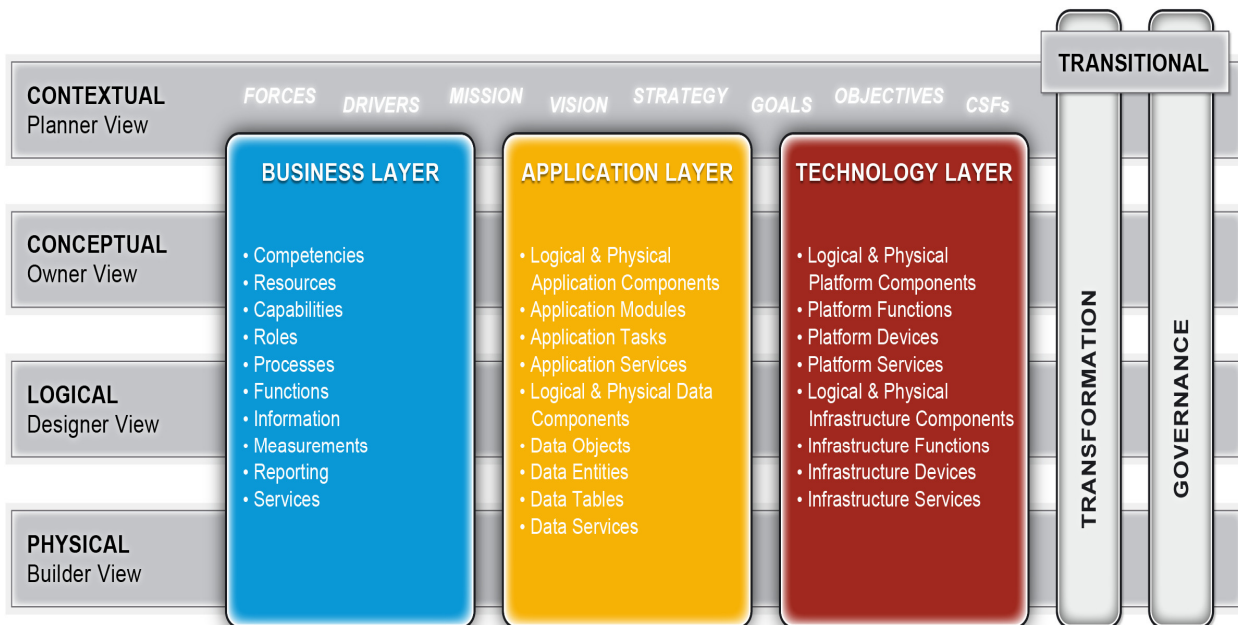 TRANSITIONAL
CONTEXTUAL
Planner View
FORCES
DRIVERS
MISSION
VISION
STRATEGY
GOALS
OBJECTIVES
CSFs
CONCEPTUAL
Owner View
LOGICAL
Designer View
PHYSICAL
Builder View
BUSINESS LAYER
• Competencies
• Resources
• Capabilities
• Roles
• Processes
• Functions
• Information
• Measurements
• Reporting
• Services
APPLICATION LAYER
• Logical & Physical
Application Components
• Application Modules
• Application Tasks
• Application Services
• Logical & Physical Data
Components
• Data Objects
• Data Entities
• Data Tables
• Data Services
TECHNOLOGY LAYER
• Logical & Physical
Platform Components
• Platform Functions
• Platform Devices
• Platform Services
• Logical & Physical
Infrastructure Components
• Infrastructure Functions
• Infrastructure Devices
• Infrastructure Services
TRANSFORMATION
GOVERNANCE